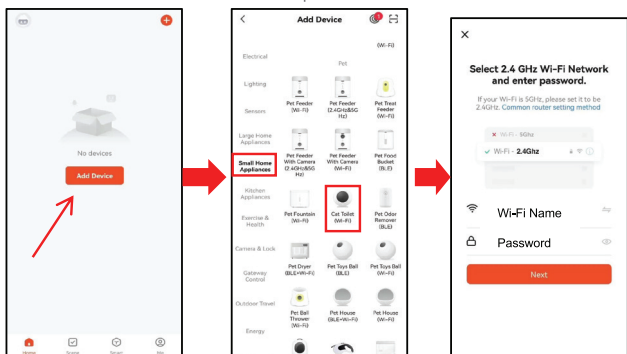 No devices
Add Device
Home
Scene
Smart
Me
Add Device
(Wi-Fi)
Electrical
Pet
Lighting
Sensors
Pet Feeder
(Wi-Fi)
Pet Feeder
(2.4GHz&5G
Hz)
Pet Treat
Feeder
(Wi-Fi)
Large Home
Appliances
Small Home
Appliances
Pet Feeder
With Camera
(2.4GHz&5G
Hz)
Pet Feeder
With Camera
(Wi-Fi)
Pet Food
Bucket
(BLE)
Kitchen
Appliances
Exercise &
Health
Pet Fountain
(Wi-Fi)
Cat Toilet
(Wi-Fi)
Pet Odor
Remover
(BLE)
Camera & Lock
Gateway
Control
Pet Dryer
(BLE+Wi-Fi)
Pet Toys Ball
(BLE)
Pet Toys Ball
(Wi-Fi)
Outdoor Travel
Energy
Pet Ball
Thrower
(Wi-Fi)
Pet House
(BLE+Wi-Fi)
Pet House
(Wi-Fi)
Select 2.4 GHz Wi-Fi Network
and enter password.
If your Wi-Fi is 5GHz, please set it to be
2.4GHz. Common router setting method
Wi-Fi - 5Ghz
Wi-Fi - 2.4Ghz
Wi-Fi Name
Password
Next